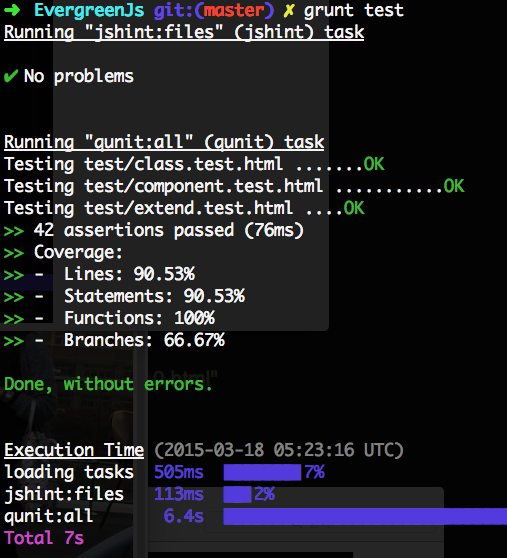 ➜ EvergreenJs git:(master) ✗ grunt test
Running "jshint:files" (jshint) task
✔ No problems
Running "qunit:all" (qunit) task
Testing test/class.test.html .......OK
Testing test/component.test.html ...........OK
Testing test/extend.test.html ....OK
>> 42 assertions passed (76ms)
>> Coverage:
>> - Lines: 90.53%
>> - Statements: 90.53%
>> - Functions: 100%
>> - Branches: 66.67%
Done, without errors.
Execution Time (2015-03-18 05:23:16 UTC)
loading tasks 505ms 7%
jshint:files 113ms 2%
qunit:all 6.4s
Total 7s